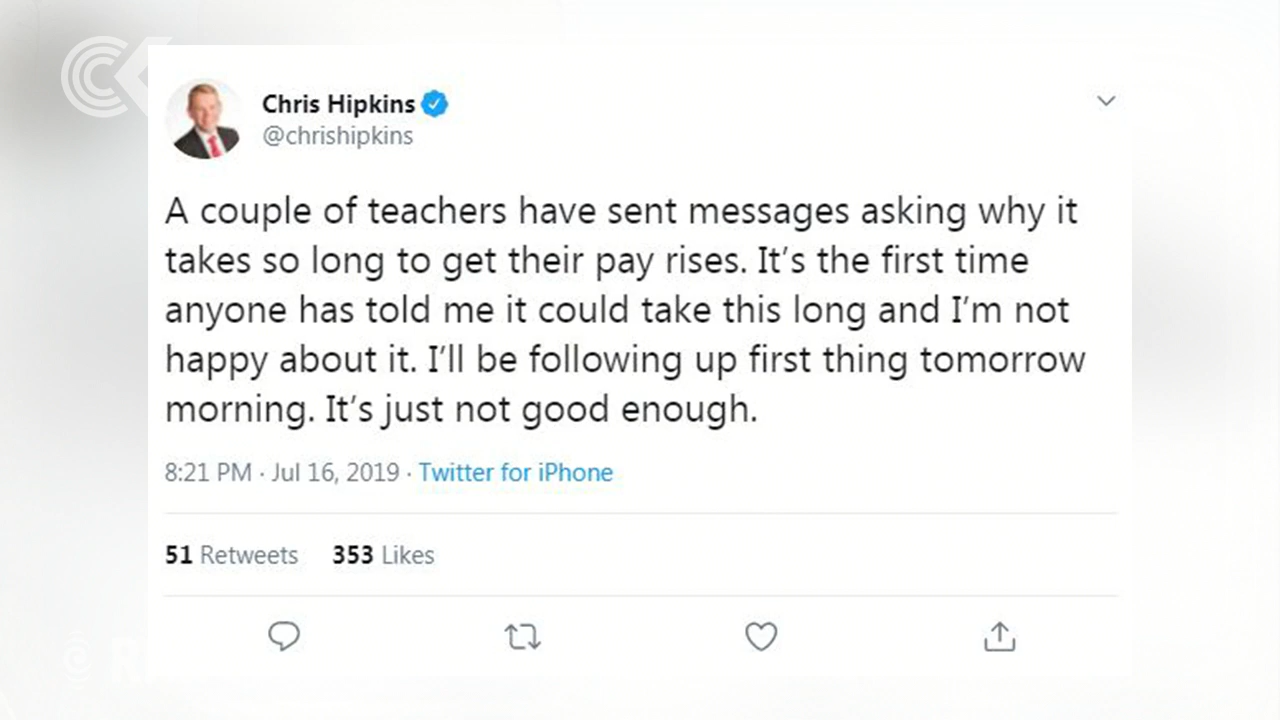 Chris Hipkins
@chrishipkins
A couple of teachers have sent messages asking why it
takes so long to get their pay rises. It's the first time
anyone has told me it could take this long and I'm not
happy about it. I'll be following up first thing tomorrow
morning. It's just not good enough.
8:21 PM · Jul 16, 2019 · Twitter for iPhone
51 Retweets 353 Likes